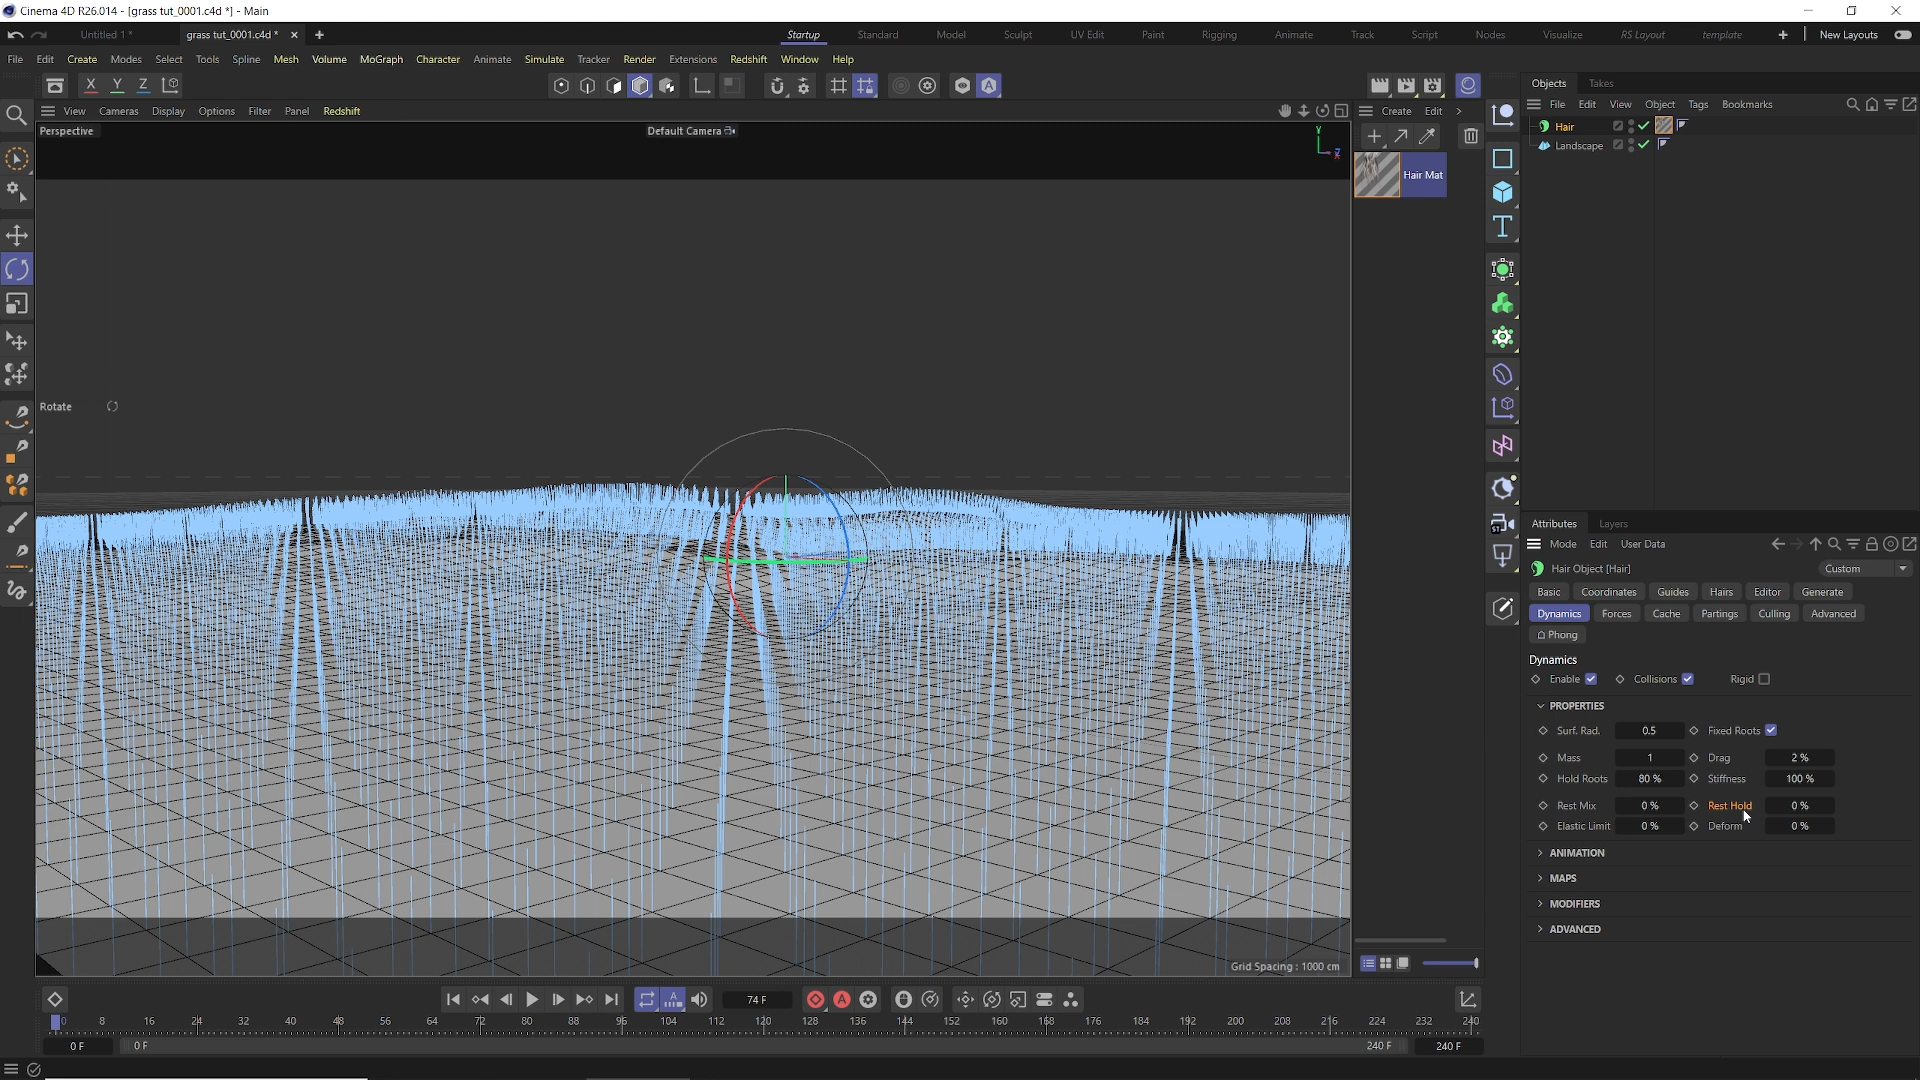 Cinema 4D R26.014 - [grass tut_0001.c4d *] - Main
Untitled 1 *
grass tut_0001.c4d *
Startup Standard Model Sculpt UV Edit Paint Rigging Animate Track Script Nodes Visualize RS Layout template New Layouts
File Edit Create Modes Select Tools Spline Mesh Volume MoGraph Character Animate Simulate Tracker Render Extensions Redshift Window Help
X Y Z
View Cameras Display Options Filter Panel Redshift
Perspective
Default Camera
Y
Rotate
Grid Spacing : 1000 cm
Create Edit
Hair Mat
Objects Takes
File Edit View Object Tags Bookmarks
Hair
Landscape
Attributes Layers
Mode Edit User Data
Hair Object [Hair]
Custom
Basic Coordinates Guides Hairs Editor Generate
Dynamics Forces Cache Partings Culling Advanced
Phong
Dynamics
Enable Collisions Rigid
PROPERTIES
Surf. Rad. 0.5 Fixed Roots
Mass 1 Drag 2 %
Hold Roots 80 % Stiffness 100 %
Rest Mix 0 % Rest Hold 0 %
Elastic Limit 0 % Deform 0 %
ANIMATION
MAPS
MODIFIERS
ADVANCED
74 F
0 8 16 24 32 40 48 56 64 72 80 88 96 104 112 120 128 136 144 152 160 168 176 184 192 200 208 216 224 232 240
0 F 0 F 240 F 240 F